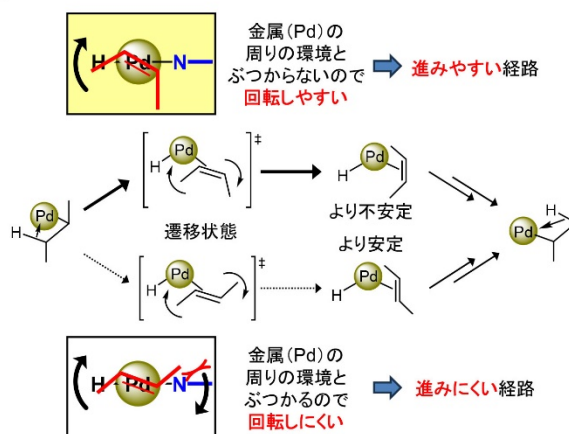 H Pd N
金属(Pd)の
周りの環境と
ぶつからないので
回転しやすい
進みやすい経路
‡
H Pd
H Pd
より不安定
Pd
H
遷移状態
より安定
H
Pd
‡
H Pd
H Pd
H Pd N
金属(Pd)の
周りの環境と
ぶつかるので
回転しにくい
進みにくい経路